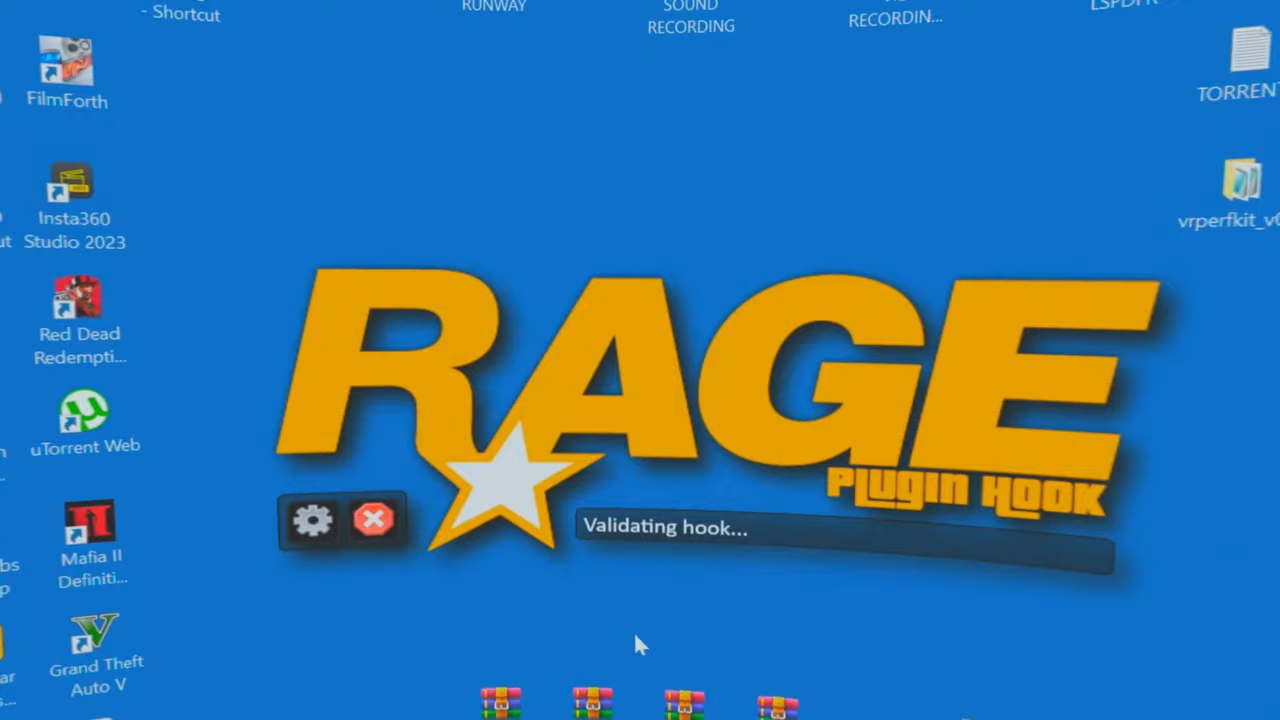 - Shortcut
RUNWAY
SOUND
RECORDING
RECORDIN...
LSPDFR
FilmForth
TORRENT
Insta360
Studio 2023
vrperfkit_v
Red Dead
Redempti...
uTorrent Web
RAGE
PLUGIN HOOK
Validating hook...
Mafia II
Definiti...
Grand Theft
Auto V